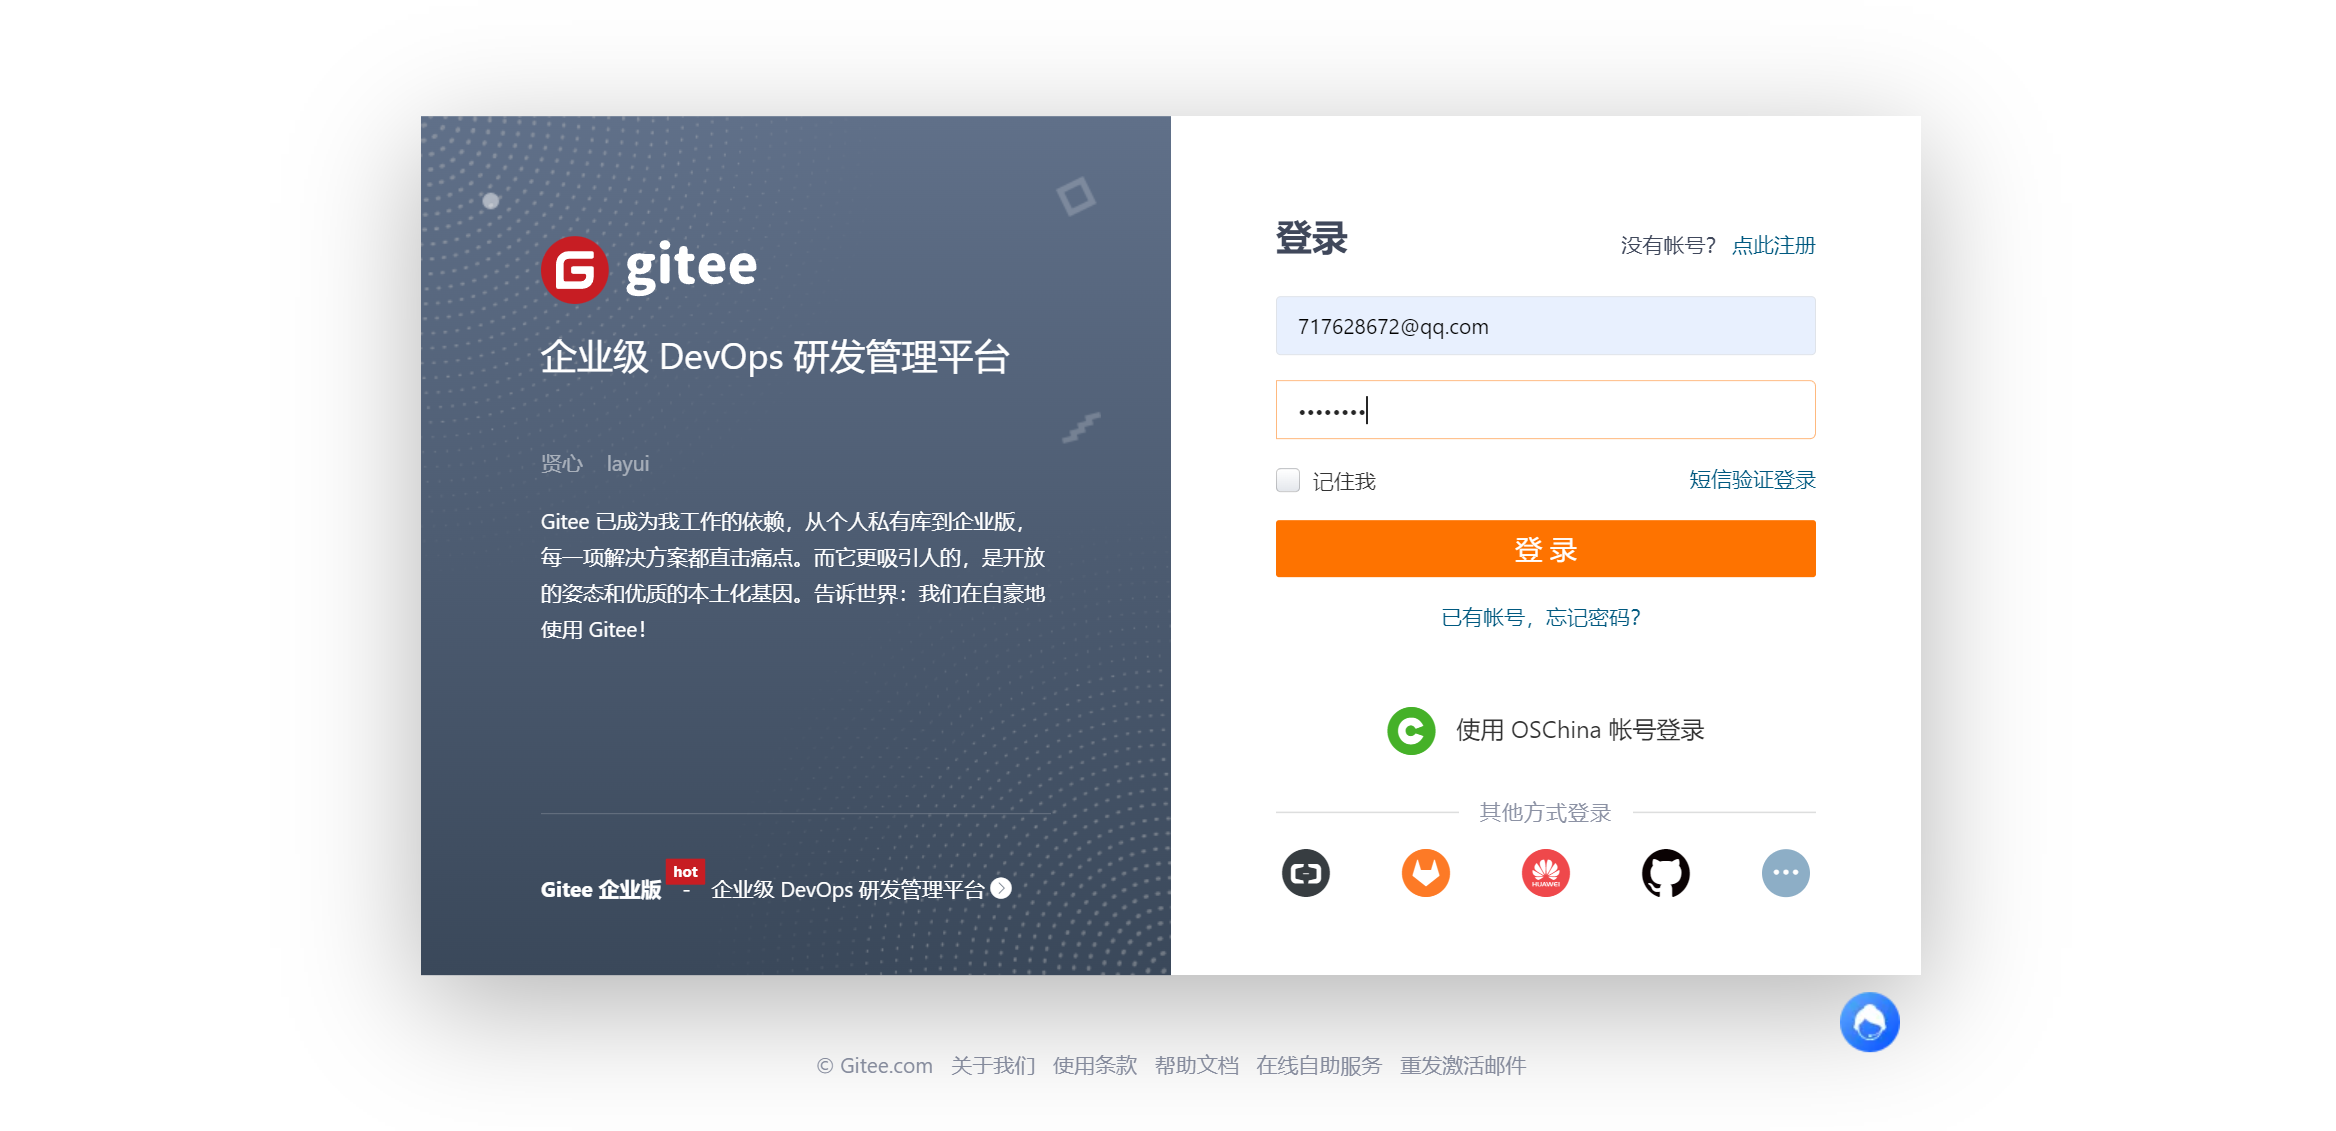 gitee
企业级 DevOps 研发管理平台
贤心 layui
Gitee 已成为我工作的依赖，从个人私有库到企业版，
每一项解决方案都直击痛点。而它更吸引人的，是开放
的姿态和优质的本土化基因。告诉世界：我们在自豪地
使用 Gitee！
Gitee 企业版 hot - 企业级 DevOps 研发管理平台
登录
没有帐号？ 点此注册
717628672@qq.com
••••••••
记住我
短信验证登录
登 录
已有帐号，忘记密码？
使用 OSChina 帐号登录
其他方式登录
HUAWEI
© Gitee.com 关于我们 使用条款 帮助文档 在线自助服务 重发激活邮件